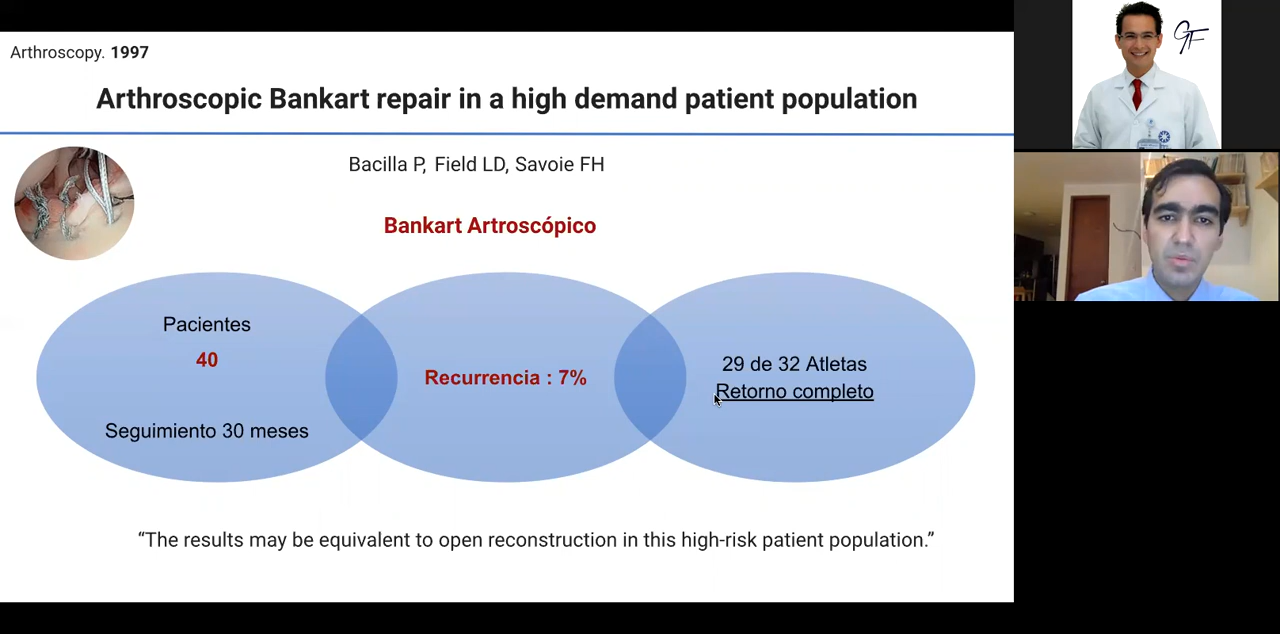 Arthroscopy. 1997
Arthroscopic Bankart repair in a high demand patient population
Bacilla P, Field LD, Savoie FH
Bankart Artroscópico
Pacientes
40
Seguimiento 30 meses
Recurrencia : 7%
29 de 32 Atletas
Retorno completo
“The results may be equivalent to open reconstruction in this high-risk patient population.”
GF